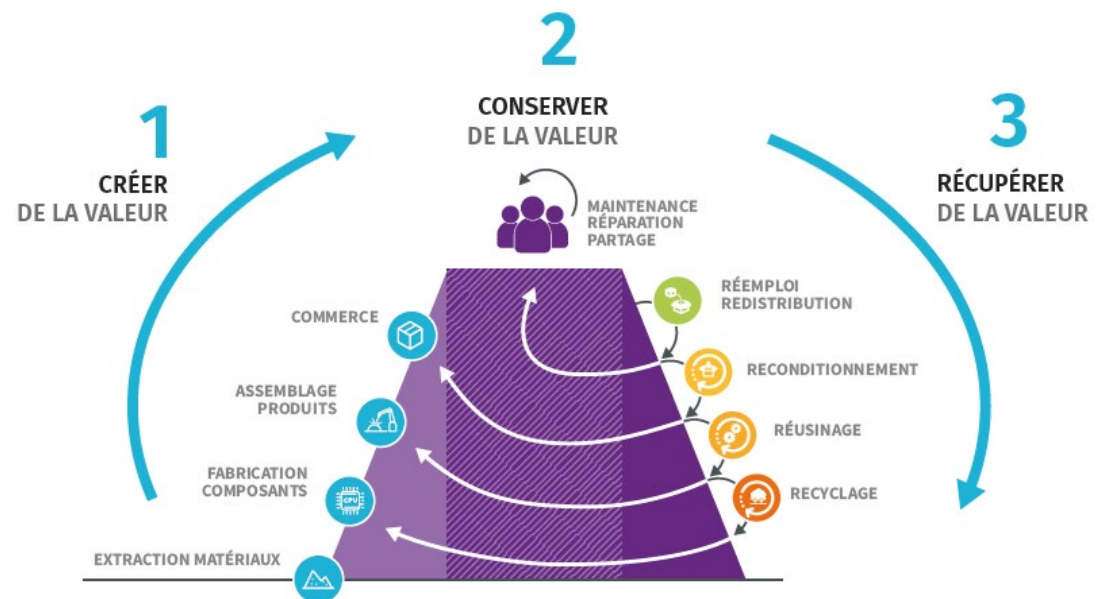 1
CRÉER
DE LA VALEUR
2
CONSERVER
DE LA VALEUR
3
RÉCUPÉRER
DE LA VALEUR
MAINTENANCE
RÉPARATION
PARTAGE
COMMERCE
ASSEMBLAGE
PRODUITS
FABRICATION
COMPOSANTS
CPU
EXTRACTION MATÉRIAUX
RÉEMPLOI
REDISTRIBUTION
RECONDITIONNEMENT
RÉUSINAGE
RECYCLAGE